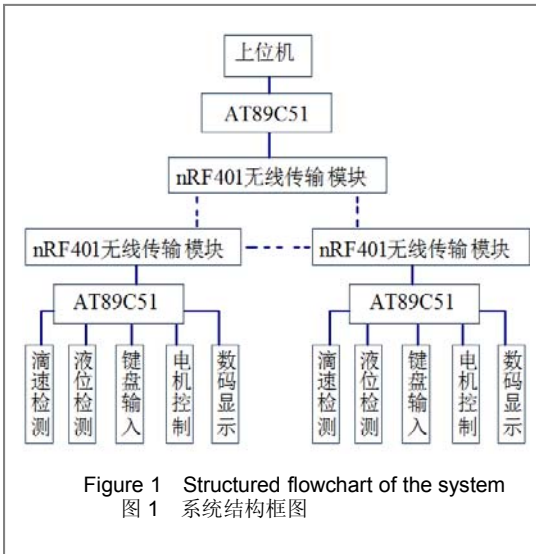 上位机
AT89C51
nRF401无线传输模块
nRF401无线传输模块
nRF401无线传输模块
AT89C51
AT89C51
滴速检测
液位检测
键盘输入
电机控制
数码显示
滴速检测
液位检测
键盘输入
电机控制
数码显示
Figure 1 Structured flowchart of the system
图 1 系统结构框图